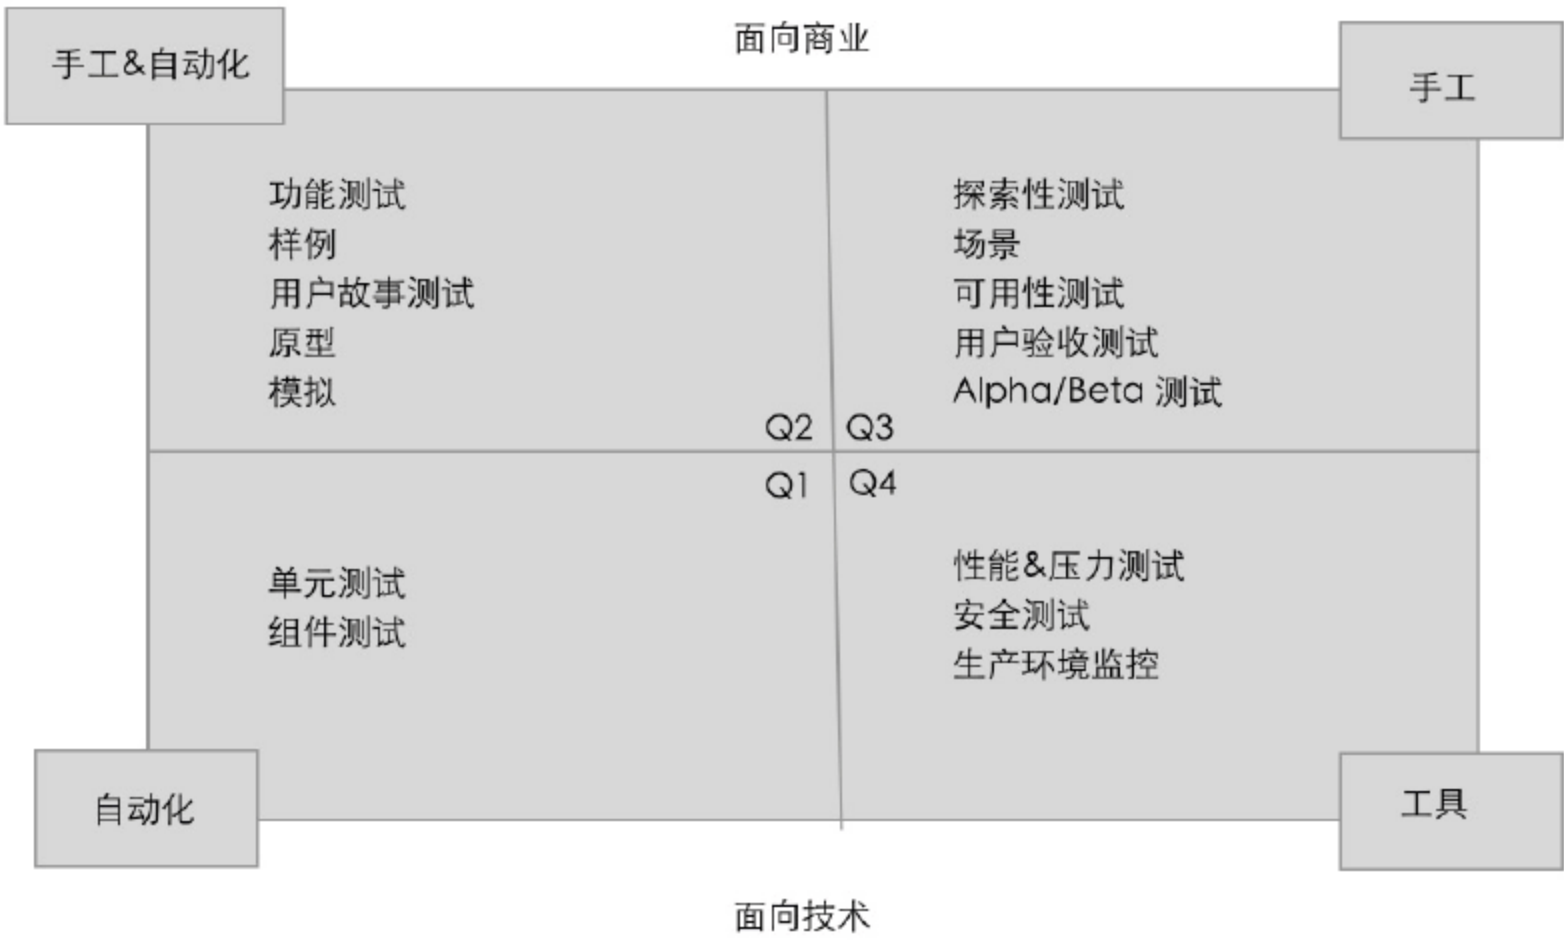 面向商业
手工&自动化
手工
功能测试
样例
用户故事测试
原型
模拟
探索性测试
场景
可用性测试
用户验收测试
Alpha/Beta 测试
Q2
Q3
Q1
Q4
单元测试
组件测试
性能&压力测试
安全测试
生产环境监控
自动化
工具
面向技术